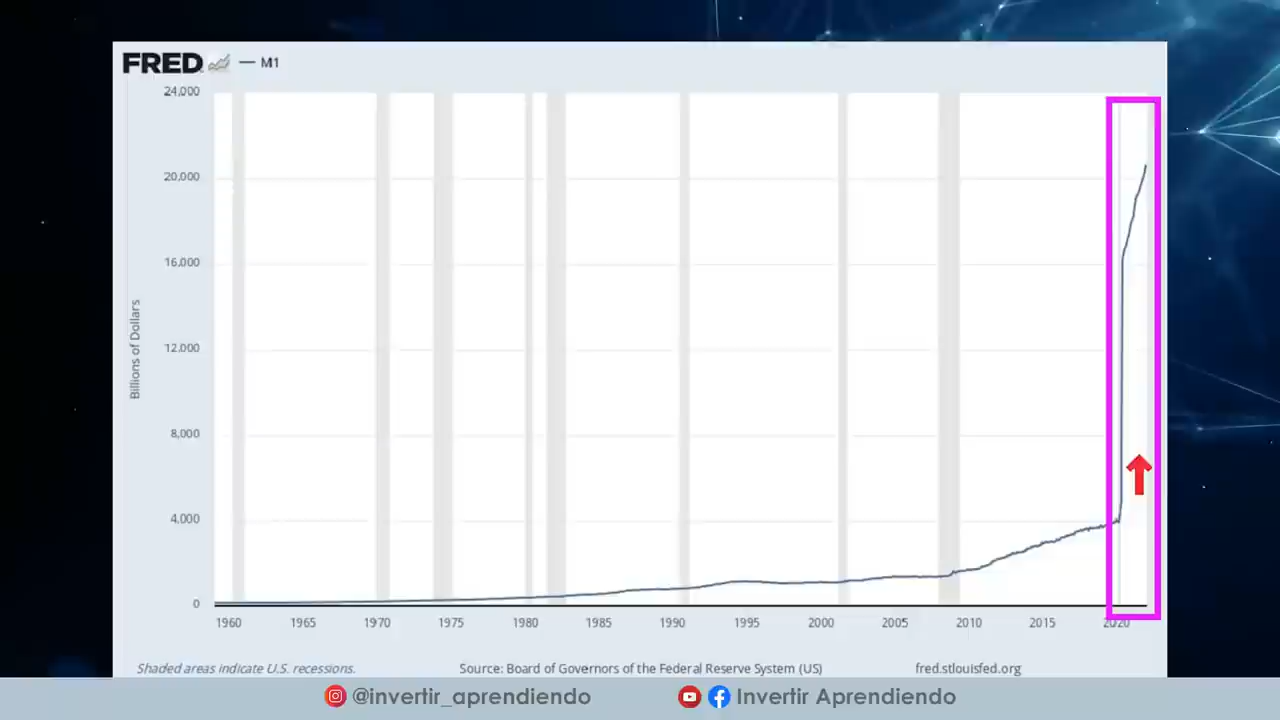 FRED — M1
24,000
20,000
16,000
12,000
8,000
4,000
0
Billions of Dollars
1960 1965 1970 1975 1980 1985 1990 1995 2000 2005 2010 2015 2020
Shaded areas indicate U.S. recessions. Source: Board of Governors of the Federal Reserve System (US) fred.stlouisfed.org
@invertir_aprendiendo Invertir Aprendiendo